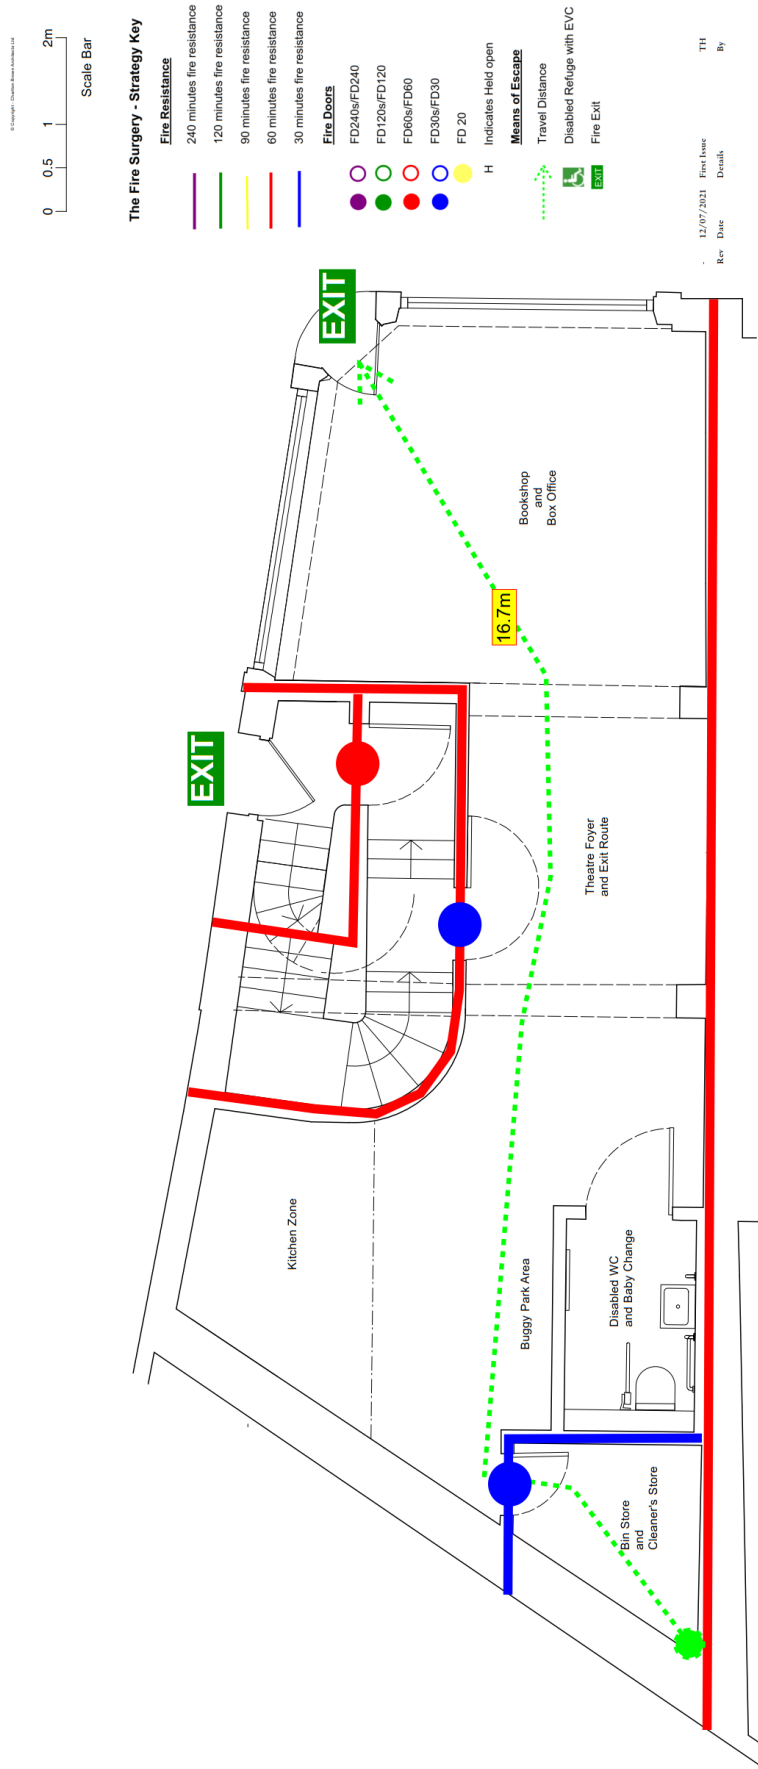 © Copyright - Charlton Brown Architects Ltd
0 0.5 1 2m
Scale Bar
The Fire Surgery - Strategy Key
Fire Resistance
240 minutes fire resistance
120 minutes fire resistance
90 minutes fire resistance
60 minutes fire resistance
30 minutes fire resistance
Fire Doors
FD240s/FD240
FD120s/FD120
FD60s/FD60
FD30s/FD30
FD 20
H Indicates Held open
Means of Escape
Travel Distance
Disabled Refuge with EVC
EXIT Fire Exit
- 12/07/2021 First Issue TH
Rev Date Details By
EXIT
EXIT
Bookshop
and
Box Office
16.7m
Theatre Foyer
and Exit Route
Kitchen Zone
Buggy Park Area
Disabled WC
and Baby Change
Bin Store
and
Cleaner's Store